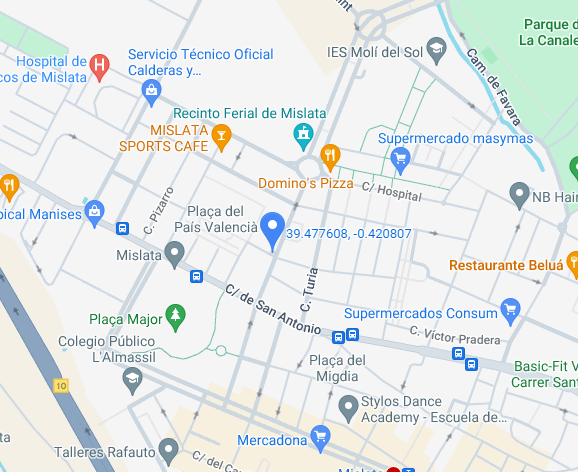 int
Parque d
La Canale
IES Molí del Sol
Cam. de Favara
Servicio Técnico Oficial
Calderas y...
Hospital de
cos de Mislata
H
Recinto Ferial de Mislata
MISLATA
SPORTS CAFE
Supermercado masymas
Domino's Pizza
C/ Hospital
NB Hair
C. Pizarro
pical Manises
Plaça del
País Valencià
39.477608, -0.420807
Mislata
Restaurante Beluá
C. Turia
C/ de San Antonio
Supermercados Consum
Plaça Major
C. Víctor Pradera
Colegio Público
L'Almassil
Plaça del
Migdia
Basic-Fit V
Carrer Sant
10
Stylos Dance
Academy - Escuela de...
ta
Mercadona
Talleres Rafauto
C/ del Ca
Mislata